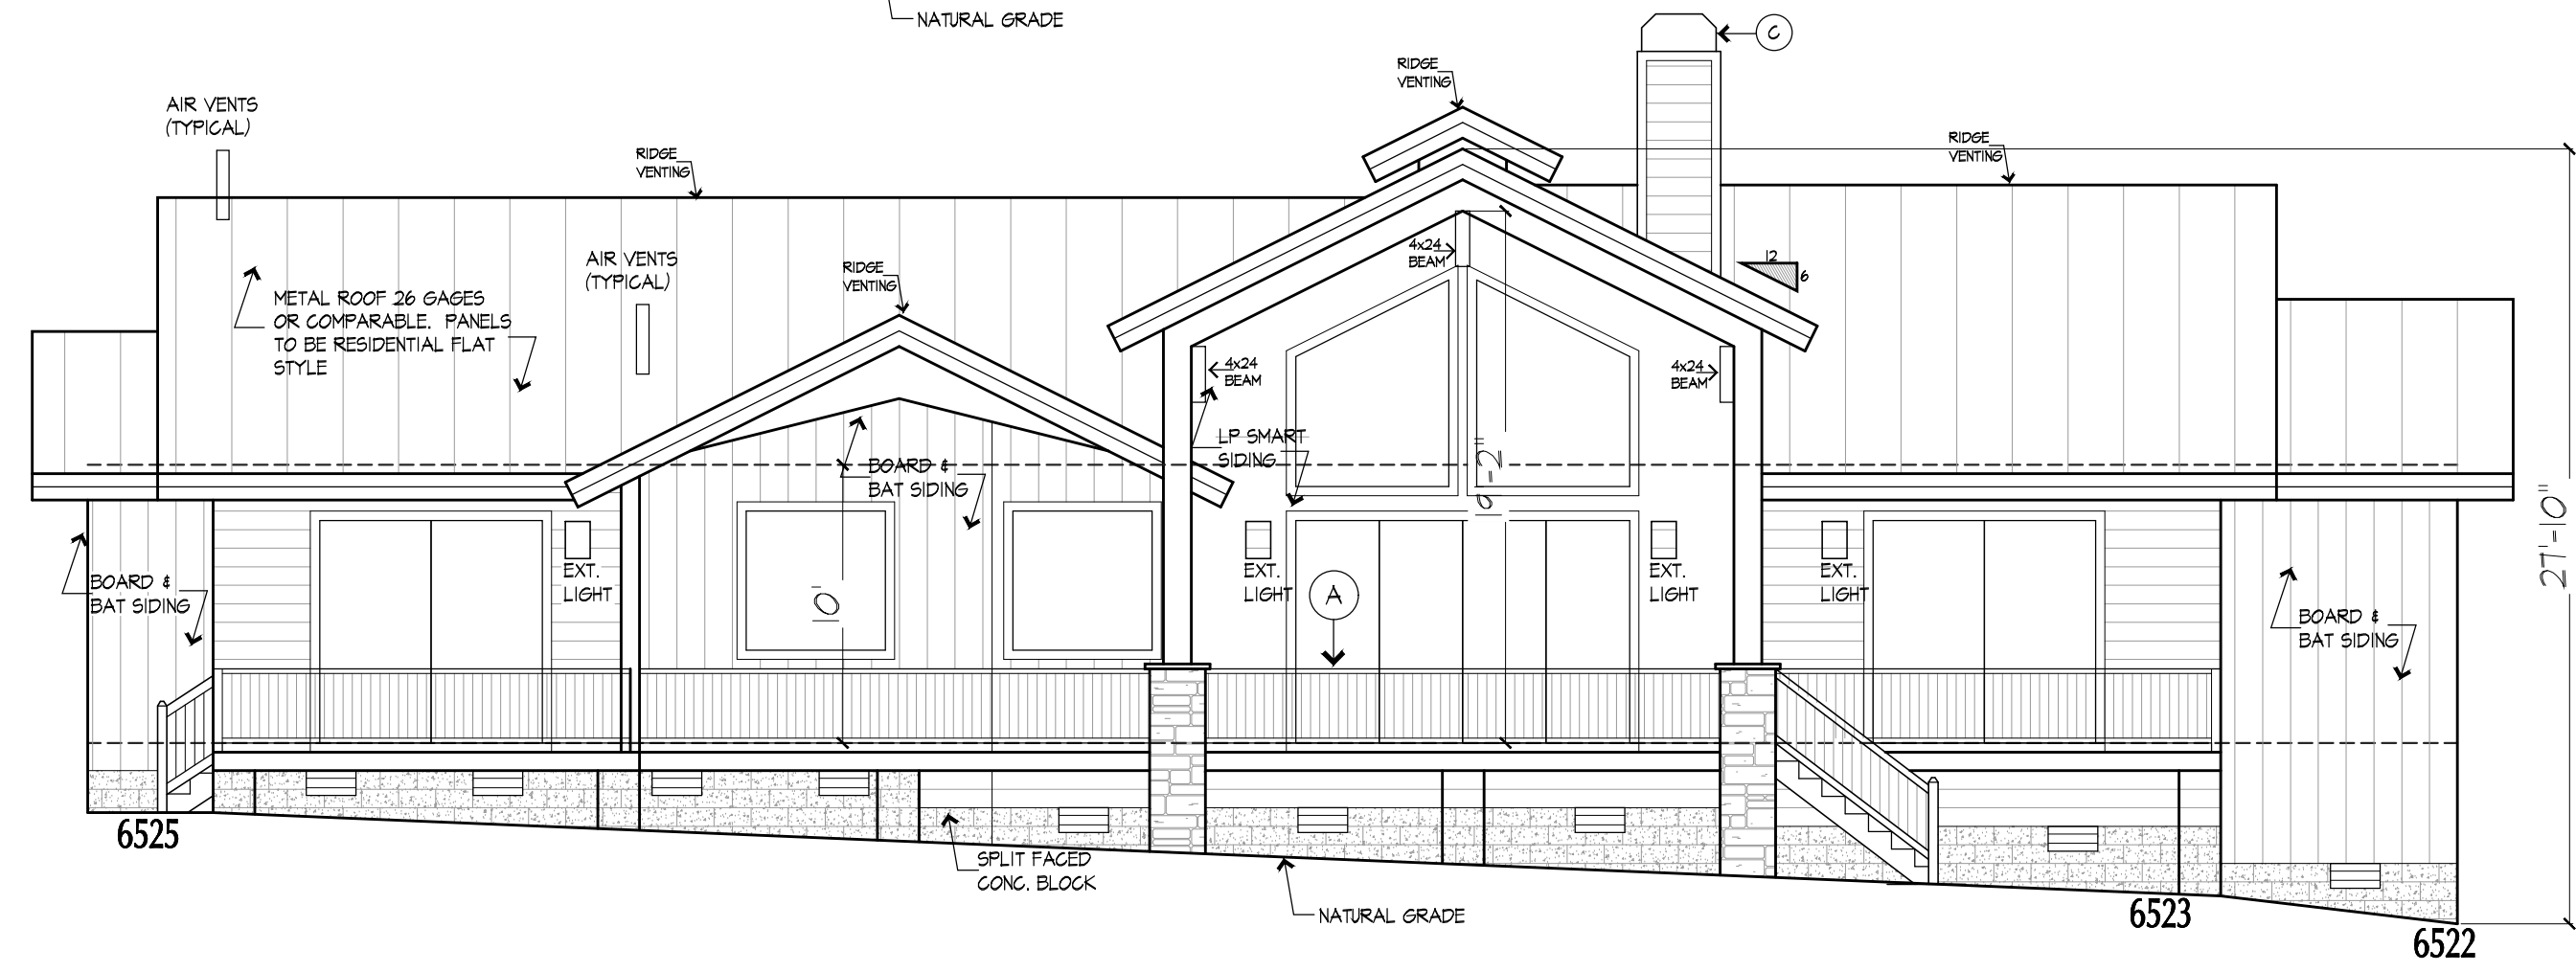 NATURAL GRADE
C
RIDGE
VENTING
AIR VENTS
(TYPICAL)
RIDGE
VENTING
RIDGE
VENTING
4x24
BEAM
12
6
AIR VENTS
(TYPICAL)
RIDGE
VENTING
METAL ROOF 26 GAGES
OR COMPARABLE. PANELS
TO BE RESIDENTIAL FLAT
STYLE
4x24
BEAM
4x24
BEAM
LP SMART
SIDING
BOARD &
BAT SIDING
16'-2"
27'-10"
BOARD &
BAT SIDING
EXT.
LIGHT
10'
EXT.
LIGHT
A
EXT.
LIGHT
EXT.
LIGHT
BOARD &
BAT SIDING
6525
SPLIT FACED
CONC. BLOCK
NATURAL GRADE
6523
6522